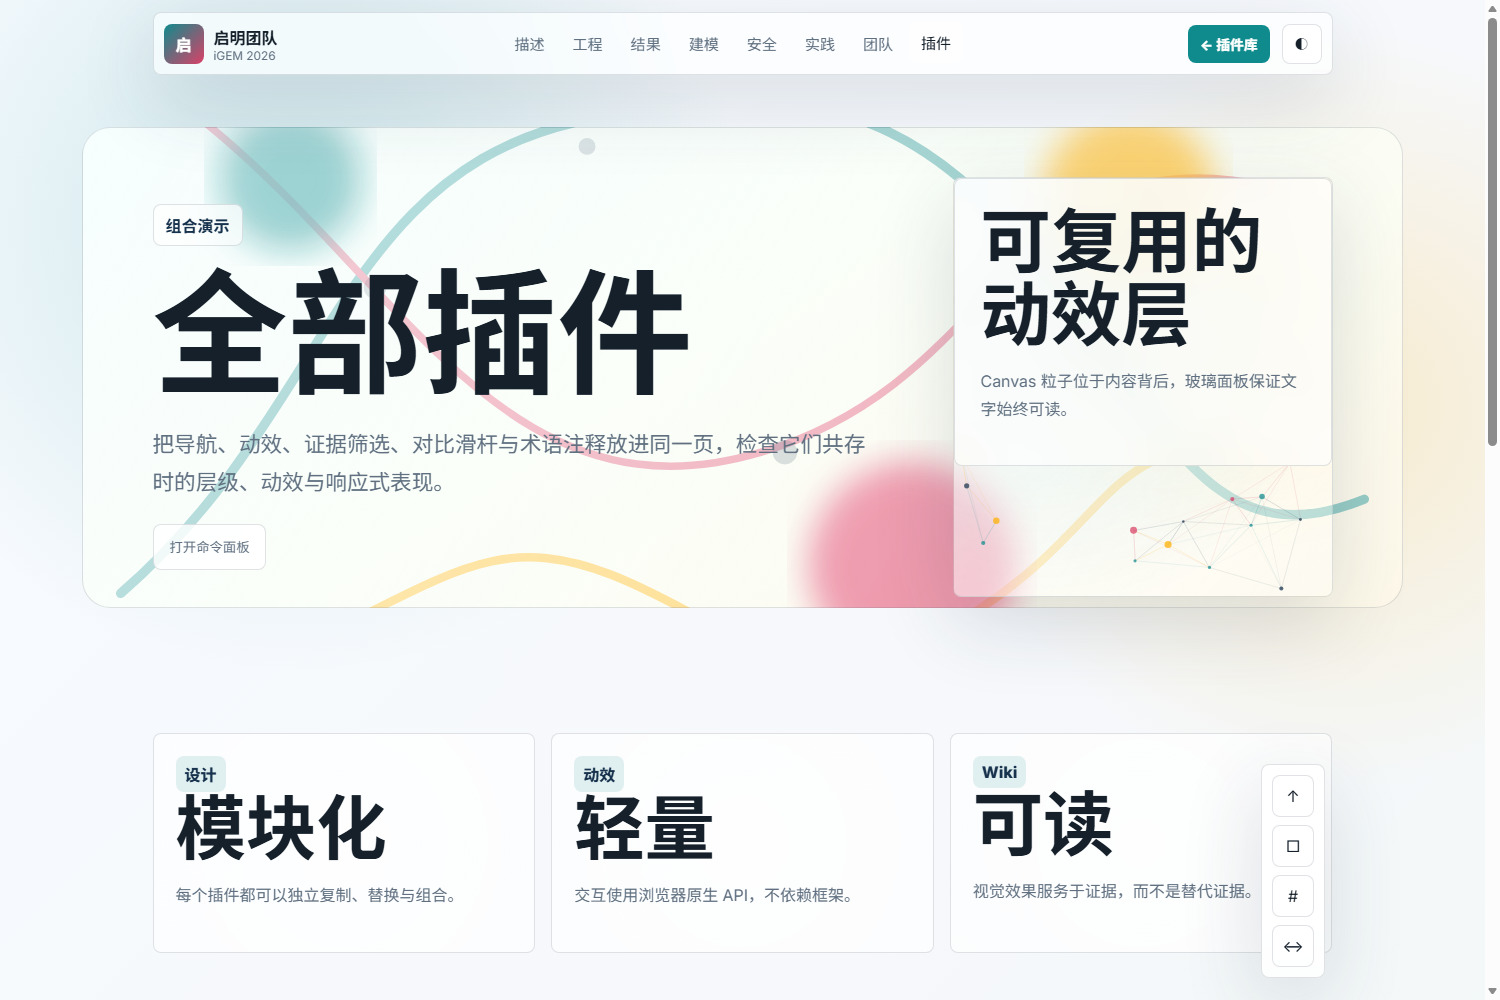 启
启明团队
iGEM 2026
描述
工程
结果
建模
安全
实践
团队
插件
← 插件库
组合演示
全部插件
把导航、动效、证据筛选、对比滑杆与术语注释放进同一页，检查它们共存
时的层级、动效与响应式表现。
打开命令面板
可复用的
动效层
Canvas 粒子位于内容背后，玻璃面板保证文
字始终可读。
设计
模块化
每个插件都可以独立复制、替换与组合。
动效
轻量
交互使用浏览器原生 API，不依赖框架。
Wiki
可读
视觉效果服务于证据，而不是替代证据。
#